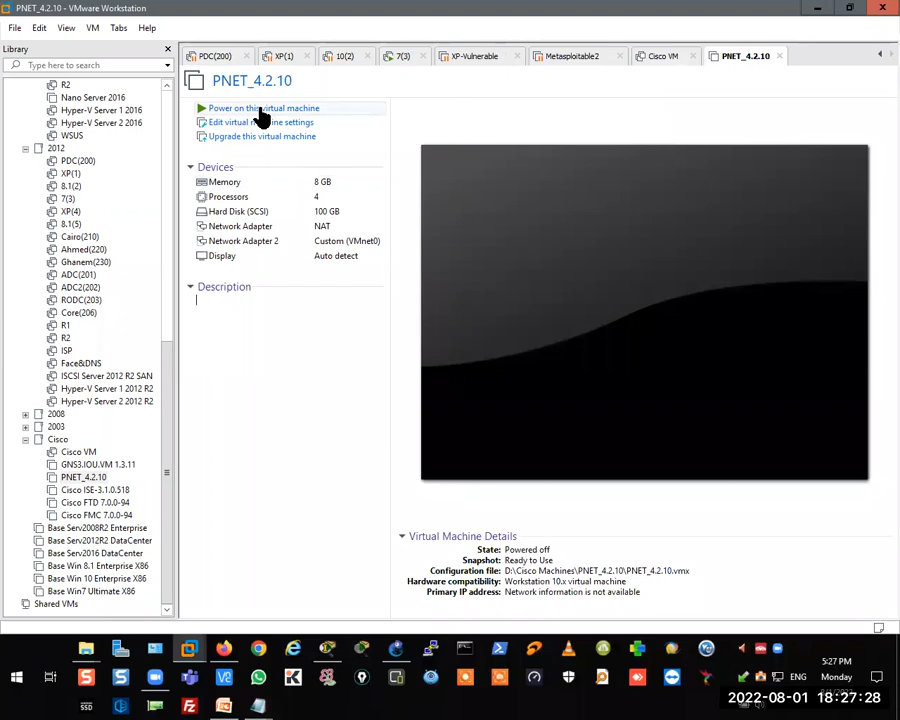 PNET_4.2.10 - VMware Workstation
File Edit View VM Tabs Help
Library
Type here to search
R2
Nano Server 2016
Hyper-V Server 1 2016
Hyper-V Server 2 2016
WSUS
2012
PDC(200)
XP(1)
8.1(2)
7(3)
XP(4)
8.1(5)
Cairo(210)
Ahmed(220)
Ghanem(230)
ADC(201)
ADC2(202)
RODC(203)
Core(206)
R1
R2
ISP
Face&DNS
ISCSI Server 2012 R2 SAN
Hyper-V Server 1 2012 R2
Hyper-V Server 2 2012 R2
2008
2003
Cisco
Cisco VM
GNS3.IOU.VM 1.3.11
PNET_4.2.10
Cisco ISE-3.1.0.518
Cisco FTD 7.0.0-94
Cisco FMC 7.0.0-94
Base Serv2008R2 Enterprise
Base Serv2012R2 DataCenter
Base Serv2016 DataCenter
Base Win 8.1 Enterprise X86
Base Win 10 Enterprise X86
Base Win7 Ultimate X86
Shared VMs
PDC(200) XP(1) 10(2) 7(3) XP-Vulnerable Metasploitable2 Cisco VM PNET_4.2.10
PNET_4.2.10
Power on this virtual machine
Edit virtual machine settings
Upgrade this virtual machine
Devices
Memory 8 GB
Processors 4
Hard Disk (SCSI) 100 GB
Network Adapter NAT
Network Adapter 2 Custom (VMnet0)
Display Auto detect
Description
Virtual Machine Details
State: Powered off
Snapshot: Ready to Use
Configuration file: D:\Cisco Machines\PNET_4.2.10\PNET_4.2.10.vmx
Hardware compatibility: Workstation 10.x virtual machine
Primary IP address: Network information is not available
5:27 PM
ENG Monday
2022-08-01 18:27:28
SSD